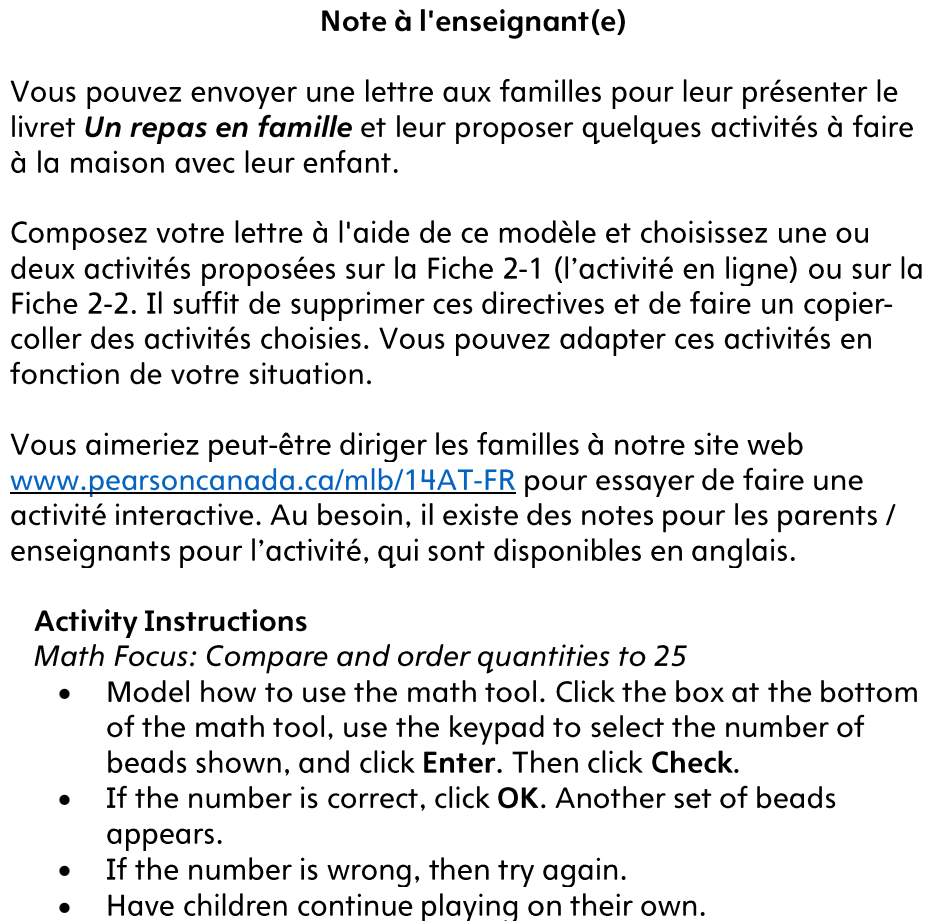 Note à l'enseignant(e)
Vous pouvez envoyer une lettre aux familles pour leur présenter le
livret Un repas en famille et leur proposer quelques activités à faire
à la maison avec leur enfant.
Composez votre lettre à l'aide de ce modèle et choisissez une ou
deux activités proposées sur la Fiche 2-1 (l’activité en ligne) ou sur la
Fiche 2-2. Il suffit de supprimer ces directives et de faire un copier-
coller des activités choisies. Vous pouvez adapter ces activités en
fonction de votre situation.
Vous aimeriez peut-être diriger les familles à notre site web
www.pearsoncanada.ca/mlb/14AT-FR pour essayer de faire une
activité interactive. Au besoin, il existe des notes pour les parents /
enseignants pour l’activité, qui sont disponibles en anglais.
Activity Instructions
Math Focus: Compare and order quantities to 25
• Model how to use the math tool. Click the box at the bottom
of the math tool, use the keypad to select the number of
beads shown, and click Enter. Then click Check.
• If the number is correct, click OK. Another set of beads
appears.
• If the number is wrong, then try again.
• Have children continue playing on their own.